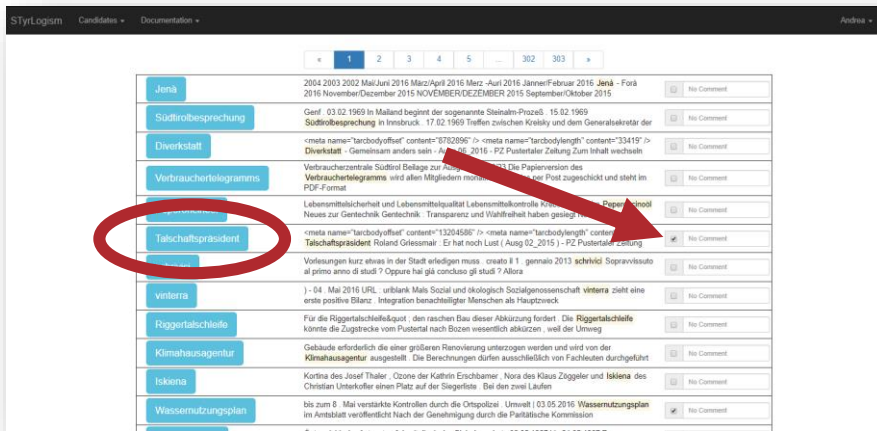 STyrLogism Candidates Documentation Andrea
« 1 2 3 4 5 ... 302 303 »
Jenà
2004 2003 2002 Mai/Juni 2016 März/April 2016 Merz -Auri 2016 Jänner/Februar 2016 Jenà - Forà
2016 November/Dezember 2015 NOVEMBER/DEZEMBER 2015 September/Oktober 2015
No Comment
Südtirolbesprechung
Genf . 03.02.1969 In Mailand beginnt der sogenannte Steinalm-Prozeß . 15.02.1969
Südtirolbesprechung in Innsbruck . 17.02.1969 Treffen zwischen Kreisky und dem Generalsekretär der
No Comment
Diverkstatt
<meta name="tarcbodyoffset" content="8782896" /> <meta name="tarcbodylength" content="33419" />
Diverkstatt - Gemeinsam anders sein - Ausg 06_2016 - PZ Pustertaler Zeitung Zum Inhalt wechseln
No Comment
Verbrauchertelegramms
Verbraucherzentrale Südtirol Beilage zur Die Papierversion des
Verbrauchertelegramms wird allen Mitgliedern per Post zugeschickt und steht im
PDF-Format
No Comment
Lebensmittelsicherheit und Lebensmittelqualität Lebensmittelkontrolle
Neues zur Gentechnik Gentechnik . Transparenz und Wahlfreiheit haben gesiegt
No Comment
Talschaftspräsident
<meta name="tarcbodyoffset" content="13204586" /> <meta name="tarcbodylength"
Talschaftspräsident Roland Griessmair : Er hat noch Lust ( Ausg 02_2015 ) - PZ Pustertaler Zeitung
No Comment
Vorlesungen kurz etwas in der Stadt erledigen muss . creato il 1 . gennaio 2013 schrivici Sopravvissuto
al primo anno di studi ? Oppure hai già concluso gli studi ? Allora
No Comment
vinterra
) - 04 . Mai 2016 URL : urlblank Mals Sozial und ökologisch Sozialgenossenschaft vinterra zieht eine
erste positive Bilanz . Integration benachteiligter Menschen als Hauptzweck
No Comment
Riggertalschleife
Für die Riggertalschleife&quot ; den raschen Bau dieser Abkürzung fordert . Die Riggertalschleife
könnte die Zugstrecke vom Pustertal nach Bozen wesentlich abkürzen , weil der Umweg
No Comment
Klimahausagentur
Gebäude erforderlich werden und wird von der
Klimahausagentur ausgestellt . Die Berechnungen dürfen ausschließlich von Fachleuten durchgeführt
No Comment
Iskiena
Kortina des Josef Thaler , Ozone der Kathrin Erschbamer , Nora des Klaus Zöggeler und Iskiena des
Christian Unterkofler einen Platz auf der Siegerliste . Bei den zwei Läufen
No Comment
Wassernutzungsplan
bis zum 8 . Mai verstärkte Kontrollen durch die Ortspolizei . Umwelt | 03.05.2016 Wassernutzungsplan
im Amtsblatt veröffentlicht Nach der Genehmigung durch die Paritätische Kommission
No Comment